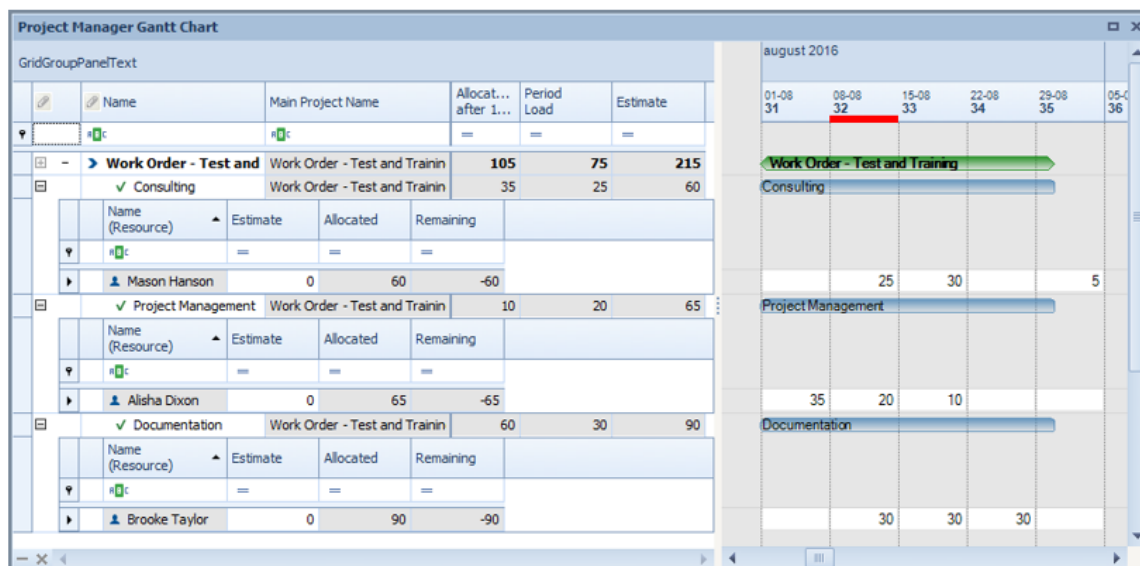 Project Manager Gantt Chart
GridGroupPanelText
august 2016
Name Main Project Name Allocat... after 1... Period Load Estimate
01-08 08-08 15-08 22-08 29-08
31 32 33 34 35 36
Work Order - Test and Work Order - Test and Trainin 105 75 215 Work Order - Test and Training
Consulting Work Order - Test and Trainin 35 25 60 Consulting
Name (Resource) Estimate Allocated Remaining
Mason Hanson 0 60 -60 25 30 5
Project Management Work Order - Test and Trainin 10 20 65 Project Management
Name (Resource) Estimate Allocated Remaining
Alisha Dixon 0 65 -65 35 20 10
Documentation Work Order - Test and Trainin 60 30 90 Documentation
Name (Resource) Estimate Allocated Remaining
Brooke Taylor 0 90 -90 30 30 30